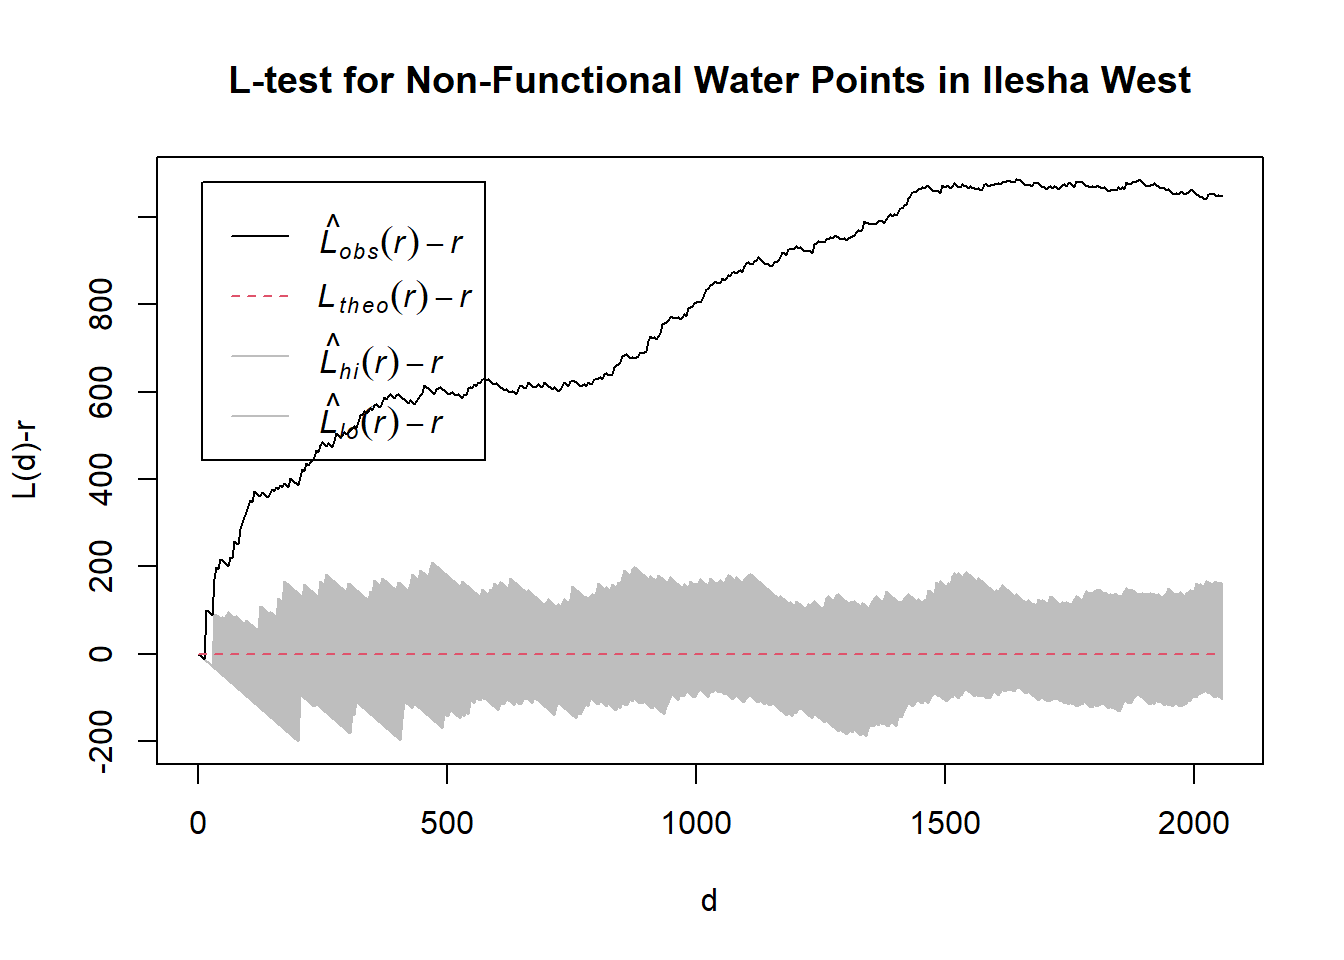 L-test for Non-Functional Water Points in Ilesha West
L̂obs(r) – r
Ltheo(r) – r
L̂hi(r) – r
L̂lo(r) – r
L(d)-r
800
600
400
200
0
-200
0 500 1000 1500 2000
d